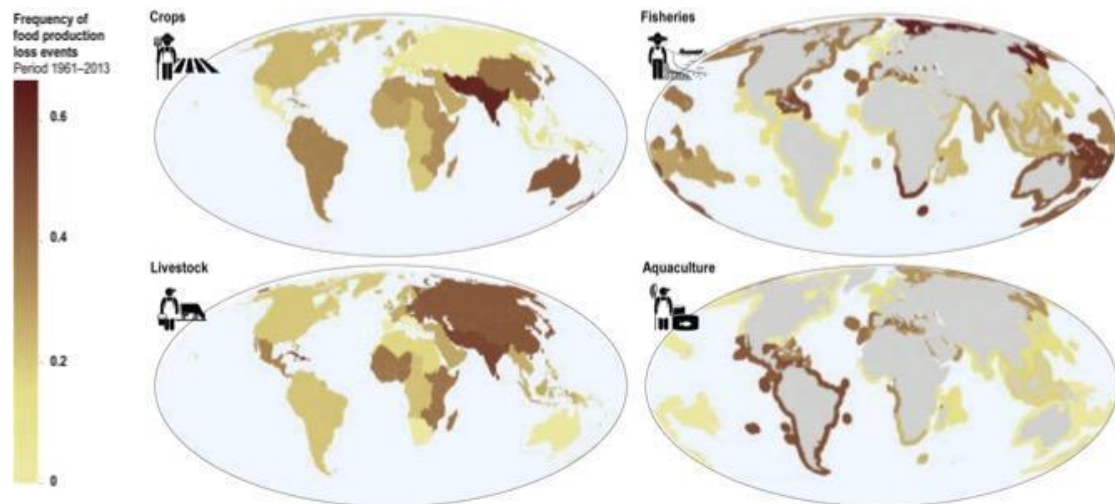 Frequency of
food production
loss events
Period 1961–2013
0.6
0.4
0.2
0
Crops
Fisheries
Livestock
Aquaculture